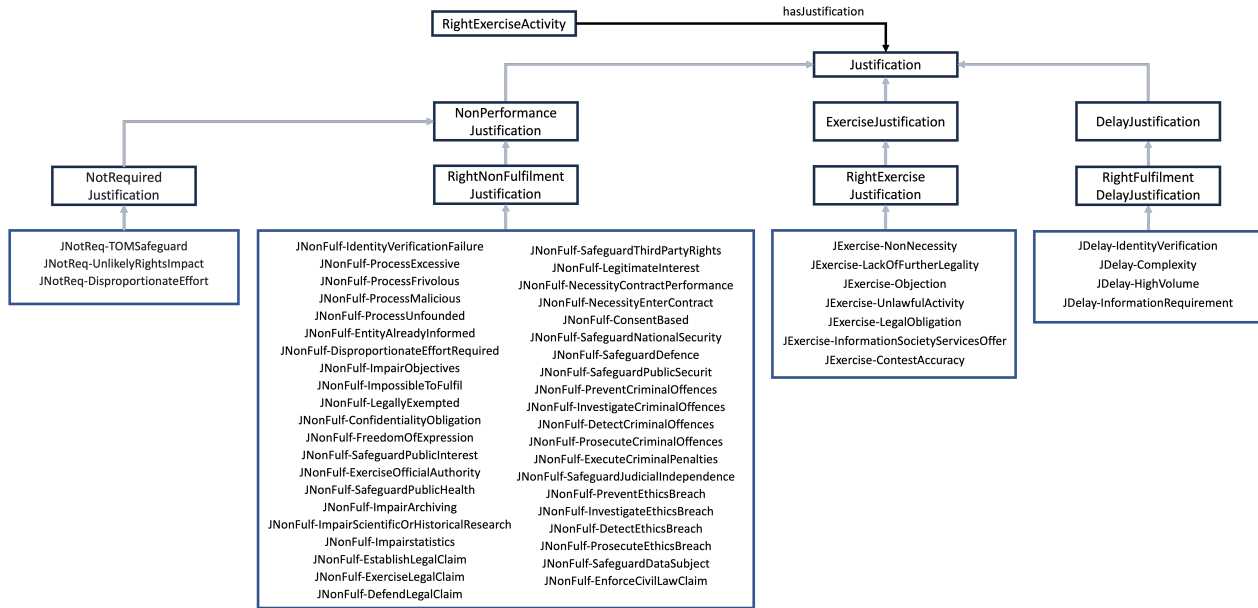 hasJustification
RightExerciseActivity
Justification
NonPerformance
Justification
ExerciseJustification
DelayJustification
NotRequired
Justification
RightNonFulfilment
Justification
RightExercise
Justification
RightFulfilment
DelayJustification
JNotReq-TOMSafeguard
JNotReq-UnlikelyRightsImpact
JNotReq-DisproportionateEffort
JNonFulf-IdentityVerificationFailure
JNonFulf-ProcessExcessive
JNonFulf-ProcessFrivolous
JNonFulf-ProcessMalicious
JNonFulf-ProcessUnfounded
JNonFulf-EntityAlreadyInformed
JNonFulf-DisproportionateEffortRequired
JNonFulf-ImpairObjectives
JNonFulf-ImpossibleToFulfil
JNonFulf-LegallyExempted
JNonFulf-ConfidentialityObligation
JNonFulf-FreedomOfExpression
JNonFulf-SafeguardPublicInterest
JNonFulf-ExerciseOfficialAuthority
JNonFulf-SafeguardPublicHealth
JNonFulf-ImpairArchiving
JNonFulf-ImpairScientificOrHistoricalResearch
JNonFulf-Impairstatistics
JNonFulf-EstablishLegalClaim
JNonFulf-ExerciseLegalClaim
JNonFulf-DefendLegalClaim
JNonFulf-SafeguardThirdPartyRights
JNonFulf-LegitimateInterest
JNonFulf-NecessityContractPerformance
JNonFulf-NecessityEnterContract
JNonFulf-ConsentBased
JNonFulf-SafeguardNationalSecurity
JNonFulf-SafeguardDefence
JNonFulf-SafeguardPublicSecurit
JNonFulf-PreventCriminalOffences
JNonFulf-InvestigateCriminalOffences
JNonFulf-DetectCriminalOffences
JNonFulf-ProsecuteCriminalOffences
JNonFulf-ExecuteCriminalPenalties
JNonFulf-SafeguardJudicialIndependence
JNonFulf-PreventEthicsBreach
JNonFulf-InvestigateEthicsBreach
JNonFulf-DetectEthicsBreach
JNonFulf-ProsecuteEthicsBreach
JNonFulf-SafeguardDataSubject
JNonFulf-EnforceCivilLawClaim
JExercise-NonNecessity
JExercise-LackOfFurtherLegality
JExercise-Objection
JExercise-UnlawfulActivity
JExercise-LegalObligation
JExercise-InformationSocietyServicesOffer
JExercise-ContestAccuracy
JDelay-IdentityVerification
JDelay-Complexity
JDelay-HighVolume
JDelay-InformationRequirement